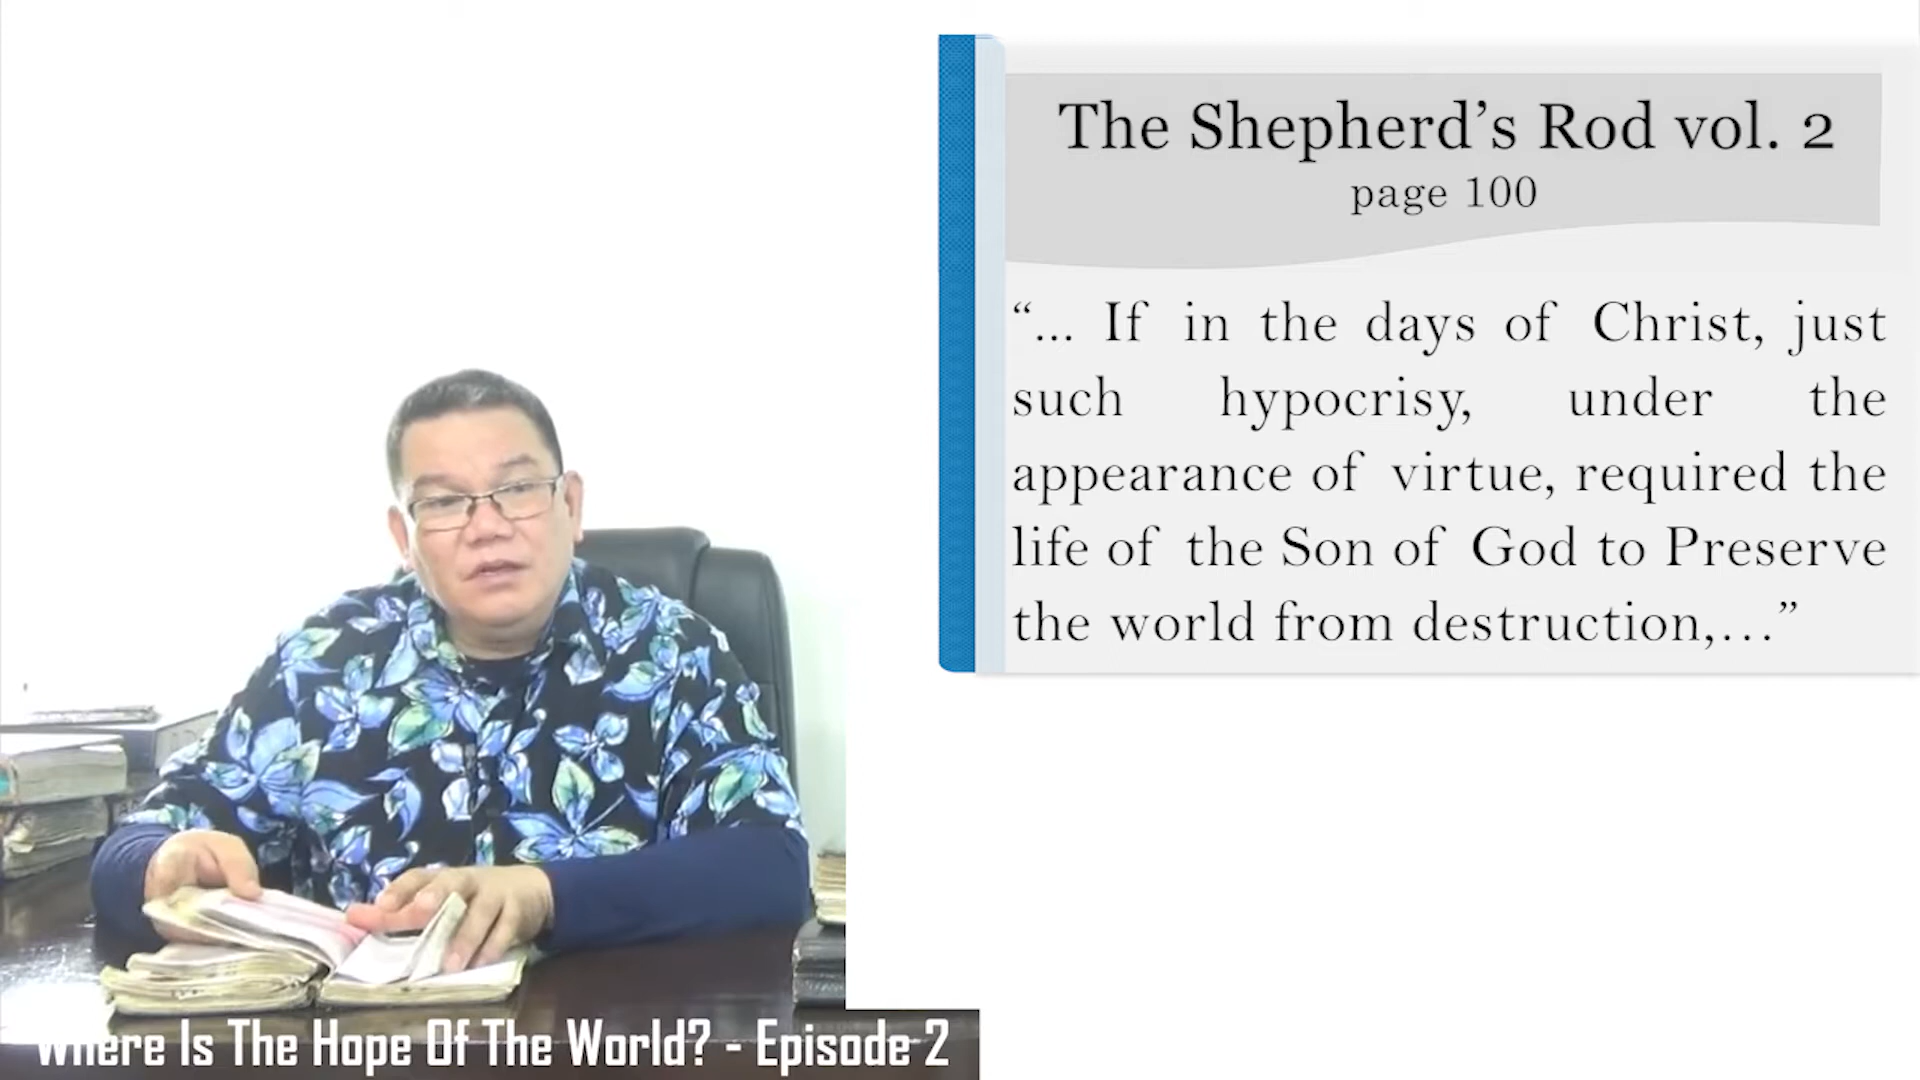 The Shepherd’s Rod vol. 2
page 100
“... If in the days of Christ, just
such hypocrisy, under the
appearance of virtue, required the
life of the Son of God to Preserve
the world from destruction,...”
Where Is The Hope Of The World? - Episode 2